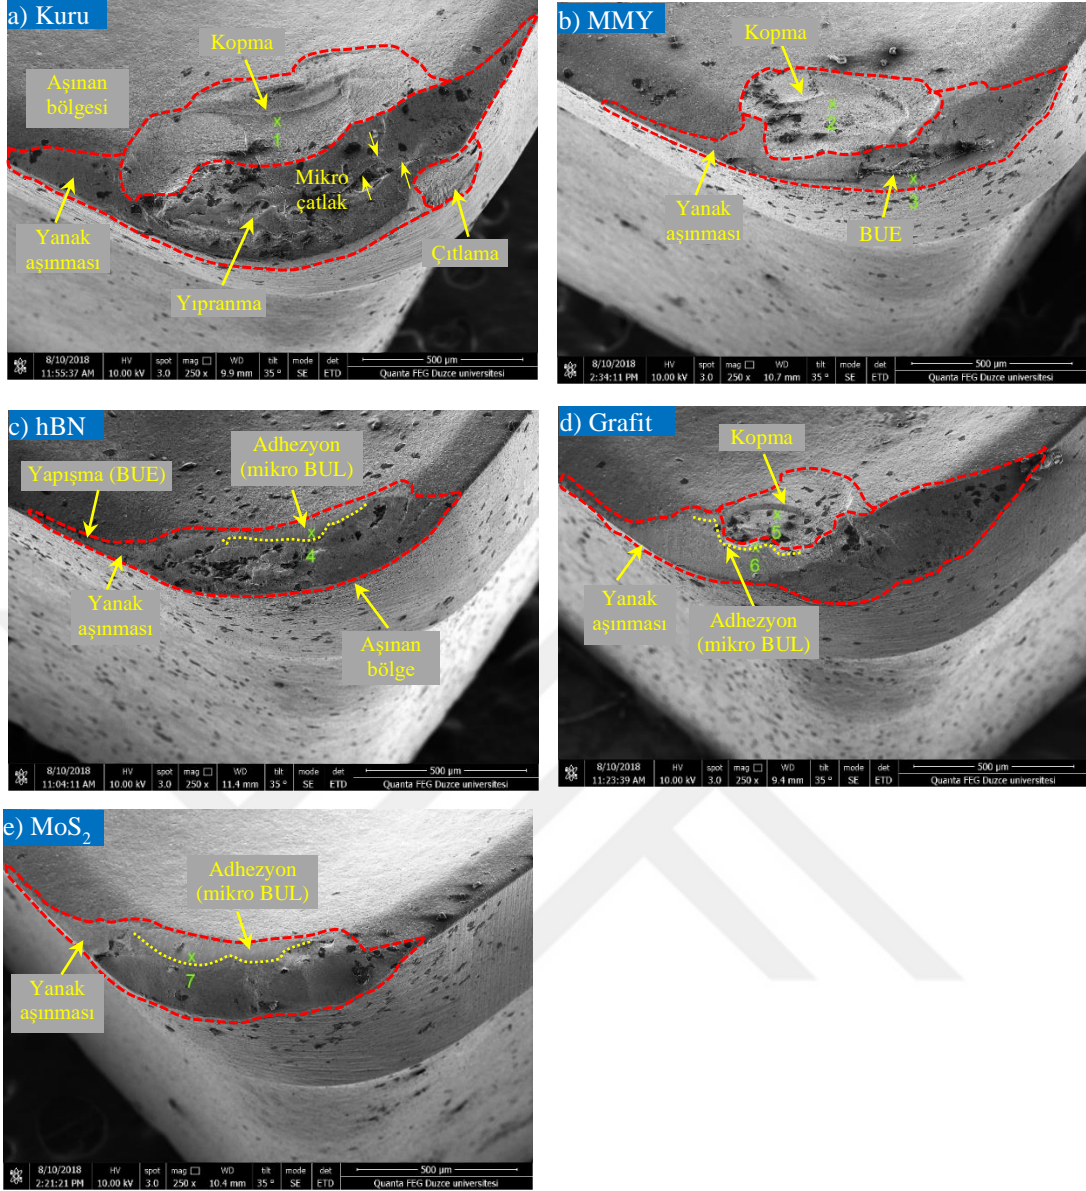 a) Kuru
Kopma
Aşınan
bölgesi
1
Mikro
çatlak
Yanak
aşınması
Çıtlama
Yıpranma
8/10/2018 HV spot mag WD tilt mode det 500 µm
11:55:37 AM 10.00 kV 3.0 250 x 9.9 mm 35 ° SE ETD Quanta FEG Duzce universitesi
b) MMY
Kopma
2
3
Yanak
aşınması
BUE
8/10/2018 HV spot mag WD tilt mode det 500 µm
2:34:11 PM 10.00 kV 3.0 250 x 10.7 mm 35 ° SE ETD Quanta FEG Duzce universitesi
c) hBN
Adhezyon
(mikro BUL)
Yapışma (BUE)
4
Yanak
aşınması
Aşınan
bölge
8/10/2018 HV spot mag WD tilt mode det 500 µm
11:04:11 AM 10.00 kV 3.0 250 x 11.4 mm 35 ° SE ETD Quanta FEG Duzce universitesi
d) Grafit
Kopma
5
6
Yanak
aşınması
Adhezyon
(mikro BUL)
8/10/2018 HV spot mag WD tilt mode det 500 µm
11:23:39 AM 10.00 kV 3.0 250 x 9.4 mm 35 ° SE ETD Quanta FEG Duzce universitesi
e) MoS₂
Adhezyon
(mikro BUL)
7
Yanak
aşınması
8/10/2018 HV spot mag WD tilt mode det 500 µm
2:21:21 PM 10.00 kV 3.0 250 x 10.4 mm 35 ° SE ETD Quanta FEG Duzce universitesi